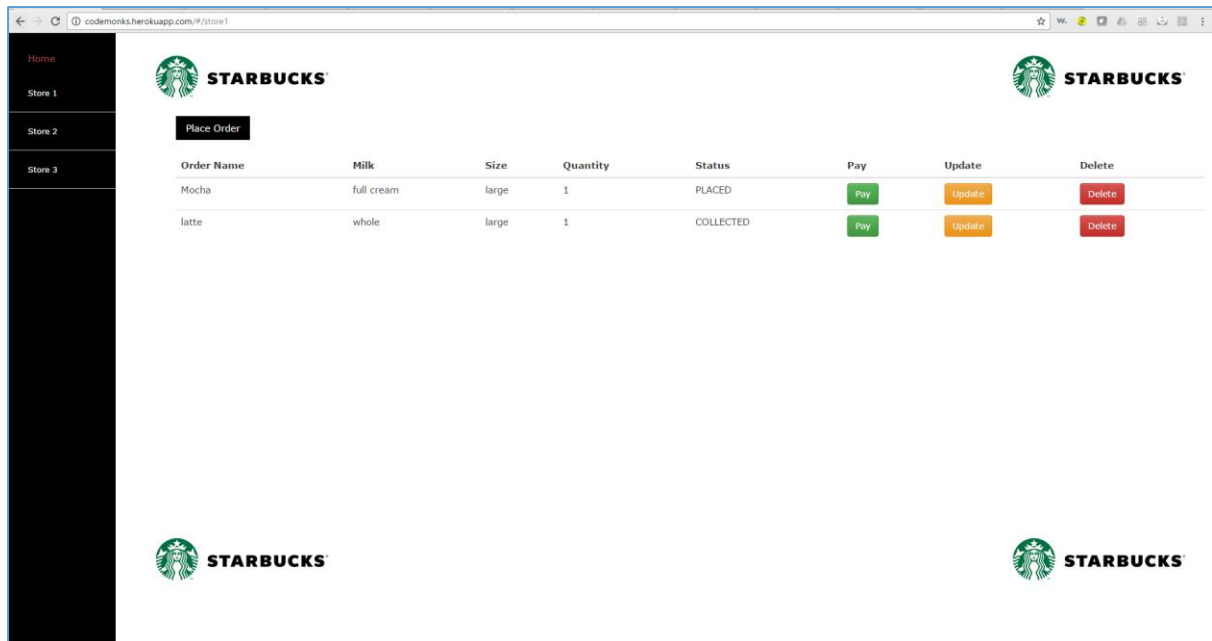 codemonks.herokuapp.com/#/store1
Home
Store 1
Store 2
Store 3
STARBUCKS STARBUCKS
Place Order
Order Name Milk Size Quantity Status Pay Update Delete
Mocha full cream large 1 PLACED Pay Update Delete
latte whole large 1 COLLECTED Pay Update Delete
STARBUCKS STARBUCKS